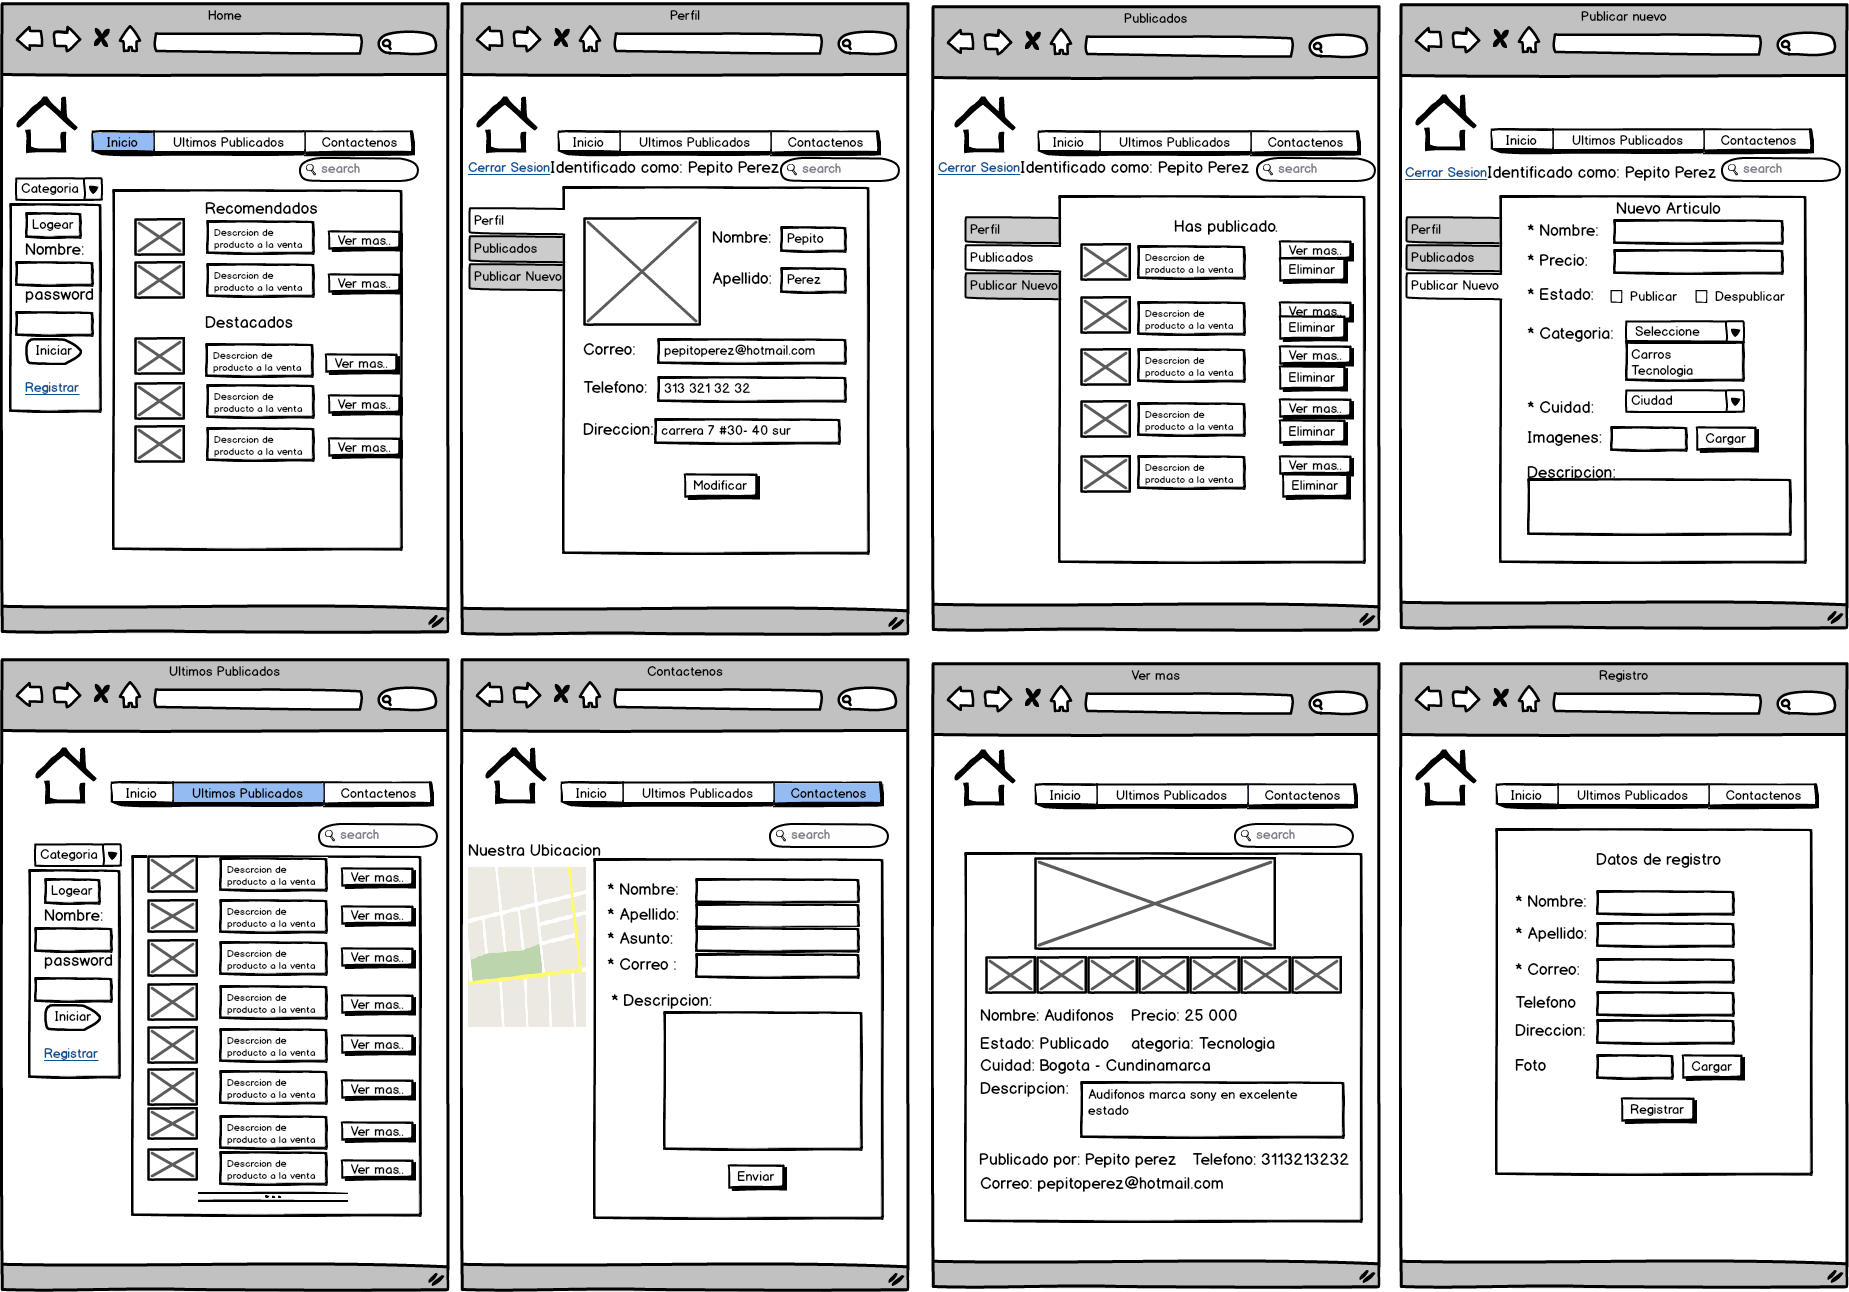 Home
Inicio
Ultimos Publicados
Contactenos
search
Categoria
Logear
Nombre:
password
Iniciar
Registrar
Recomendados
Descrcion de
producto a la venta
Ver mas..
Descrcion de
producto a la venta
Ver mas..
Destacados
Descrcion de
producto a la venta
Ver mas..
Descrcion de
producto a la venta
Ver mas..
Descrcion de
producto a la venta
Ver mas..
Perfil
Inicio
Ultimos Publicados
Contactenos
Cerrar Sesion
Identificado como: Pepito Perez
search
Perfil
Publicados
Publicar Nuevo
Nombre:
Pepito
Apellido:
Perez
Correo:
pepitoperez@hotmail.com
Telefono:
313 321 32 32
Direccion:
carrera 7 #30- 40 sur
Modificar
Publicados
Inicio
Ultimos Publicados
Contactenos
Cerrar Sesion
Identificado como: Pepito Perez
search
Perfil
Publicados
Publicar Nuevo
Has publicado.
Descrcion de
producto a la venta
Ver mas..
Eliminar
Descrcion de
producto a la venta
Ver mas..
Eliminar
Descrcion de
producto a la venta
Ver mas..
Eliminar
Descrcion de
producto a la venta
Ver mas..
Eliminar
Descrcion de
producto a la venta
Ver mas..
Eliminar
Publicar nuevo
Inicio
Ultimos Publicados
Contactenos
Cerrar Sesion
Identificado como: Pepito Perez
search
Perfil
Publicados
Publicar Nuevo
Nuevo Articulo
* Nombre:
* Precio:
* Estado:
Publicar
Despublicar
* Categoria:
Seleccione
Carros
Tecnologia
* Cuidad:
Ciudad
Imagenes:
Cargar
Descripcion:
Ultimos Publicados
Inicio
Ultimos Publicados
Contactenos
search
Categoria
Logear
Nombre:
password
Iniciar
Registrar
Descrcion de
producto a la venta
Ver mas..
Descrcion de
producto a la venta
Ver mas..
Descrcion de
producto a la venta
Ver mas..
Descrcion de
producto a la venta
Ver mas..
Descrcion de
producto a la venta
Ver mas..
Descrcion de
producto a la venta
Ver mas..
Descrcion de
producto a la venta
Ver mas..
Descrcion de
producto a la venta
Ver mas..
Contactenos
Inicio
Ultimos Publicados
Contactenos
search
Nuestra Ubicacion
* Nombre:
* Apellido:
* Asunto:
* Correo :
* Descripcion:
Enviar
Ver mas
Inicio
Ultimos Publicados
Contactenos
search
Nombre: Audifonos
Precio: 25 000
Estado: Publicado
ategoria: Tecnologia
Cuidad: Bogota - Cundinamarca
Descripcion:
Audifonos marca sony en excelente
estado
Publicado por: Pepito perez
Telefono: 3113213232
Correo: pepitoperez@hotmail.com
Registro
Inicio
Ultimos Publicados
Contactenos
Datos de registro
* Nombre:
* Apellido:
* Correo:
Telefono
Direccion:
Foto
Cargar
Registrar